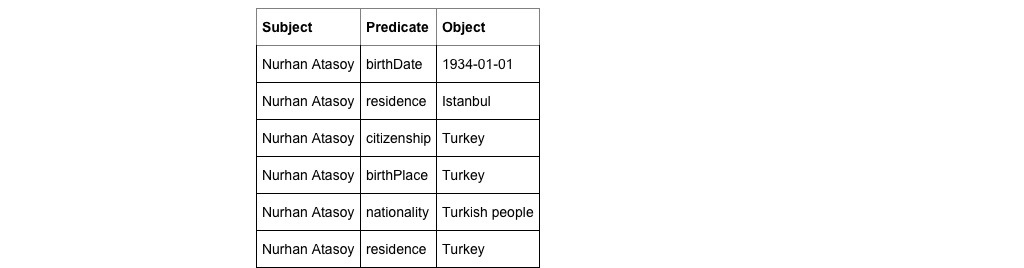 Subject Predicate Object
Nurhan Atasoy birthDate 1934-01-01
Nurhan Atasoy residence Istanbul
Nurhan Atasoy citizenship Turkey
Nurhan Atasoy birthPlace Turkey
Nurhan Atasoy nationality Turkish people
Nurhan Atasoy residence Turkey